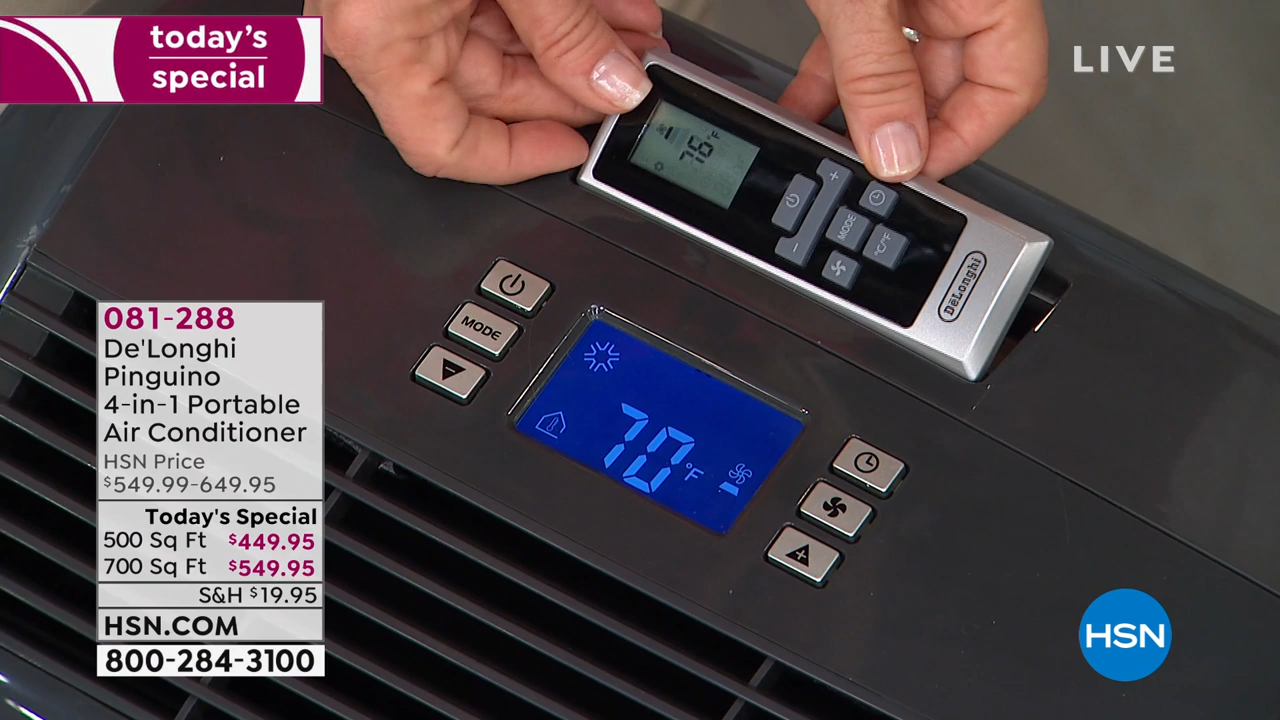 today's
special
LIVE
76°F
+
MODE
°C/°F
−
DeLonghi
MODE
−
70°F
+
081-288
De'Longhi
Pinguino
4-in-1 Portable
Air Conditioner
HSN Price
$549.99-649.95
Today's Special
500 Sq Ft $449.95
700 Sq Ft $549.95
S&H $19.95
HSN.COM
800-284-3100
HSN